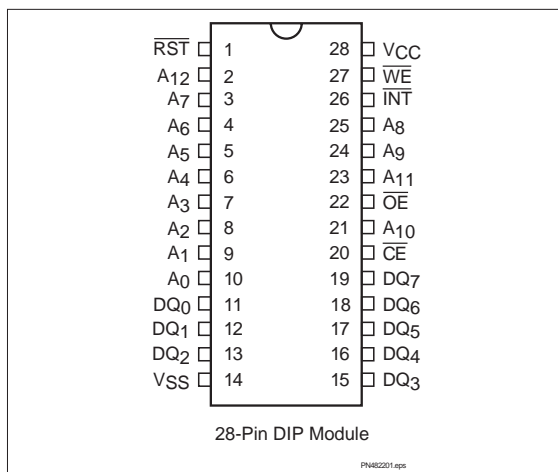 RST 1 28 VCC
A12 2 27 WE
A7 3 26 INT
A6 4 25 A8
A5 5 24 A9
A4 6 23 A11
A3 7 22 OE
A2 8 21 A10
A1 9 20 CE
A0 10 19 DQ7
DQ0 11 18 DQ6
DQ1 12 17 DQ5
DQ2 13 16 DQ4
VSS 14 15 DQ3
28-Pin DIP Module
PN482201.eps